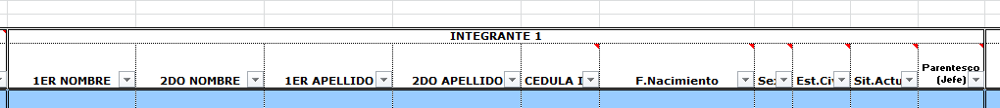 INTEGRANTE 1
1ER NOMBRE 2DO NOMBRE 1ER APELLIDO 2DO APELLIDO CEDULA F.Nacimiento Se Est.Civ Sit.Actu Parentesco
(Jefe)